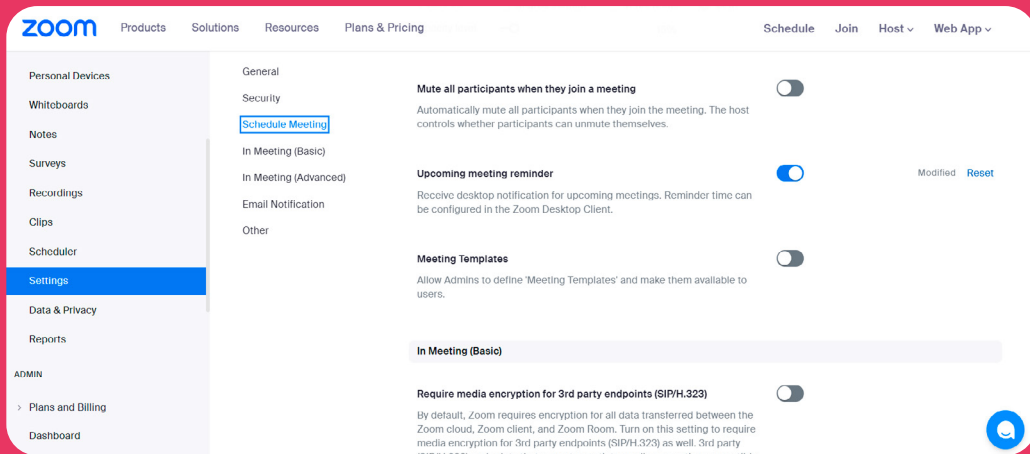 zoom
Products Solutions Resources Plans & Pricing
Schedule Join Host Web App
Personal Devices
Whiteboards
Notes
Surveys
Recordings
Clips
Scheduler
Settings
Data & Privacy
Reports
ADMIN
Plans and Billing
Dashboard
General
Security
Schedule Meeting
In Meeting (Basic)
In Meeting (Advanced)
Email Notification
Other
Mute all participants when they join a meeting
Automatically mute all participants when they join the meeting. The host
controls whether participants can unmute themselves.
Upcoming meeting reminder
Modified Reset
Receive desktop notification for upcoming meetings. Reminder time can
be configured in the Zoom Desktop Client.
Meeting Templates
Allow Admins to define 'Meeting Templates' and make them available to
users.
In Meeting (Basic)
Require media encryption for 3rd party endpoints (SIP/H.323)
By default, Zoom requires encryption for all data transferred between the
Zoom cloud, Zoom client, and Zoom Room. Turn on this setting to require
media encryption for 3rd party endpoints (SIP/H.323) as well. 3rd party